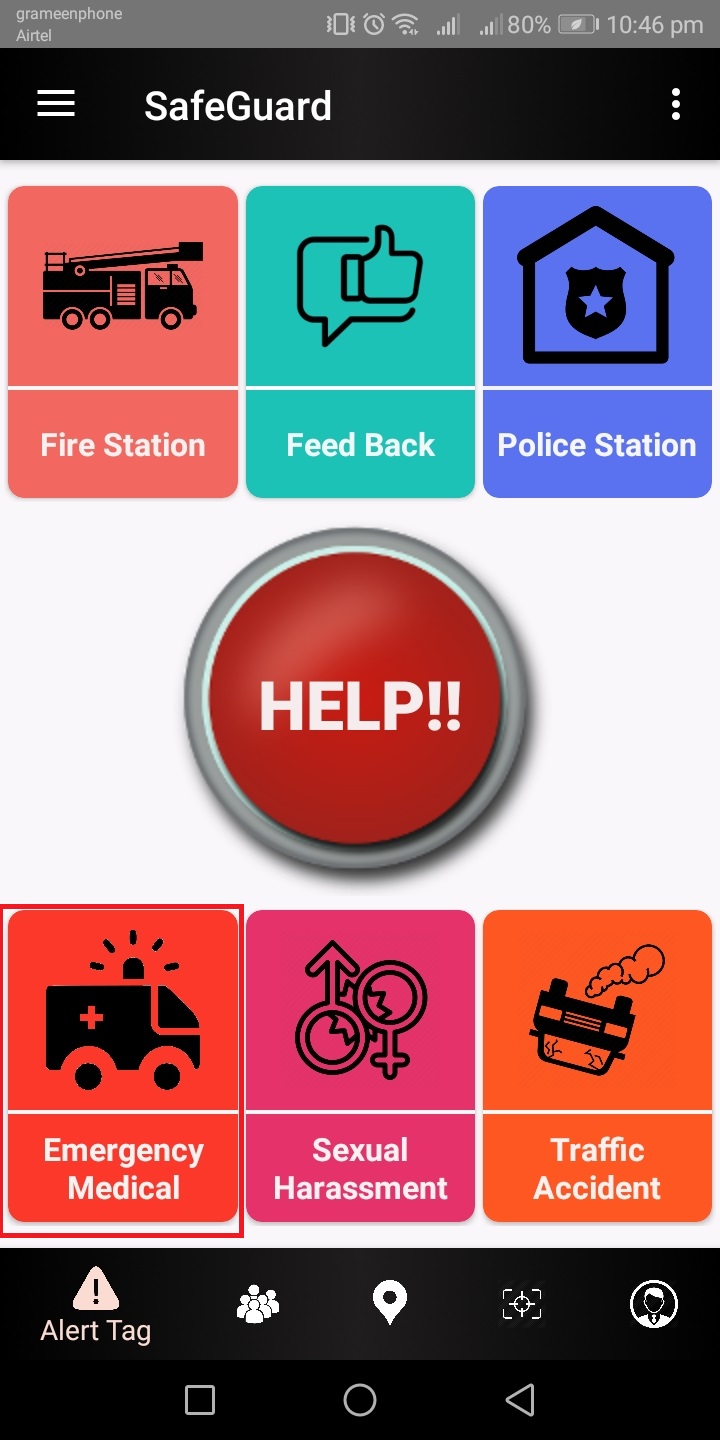 grameenphone
Airtel
80% 10:46 pm
SafeGuard
Fire Station
Feed Back
Police Station
HELP!!
Emergency
Medical
Sexual
Harassment
Traffic
Accident
Alert Tag